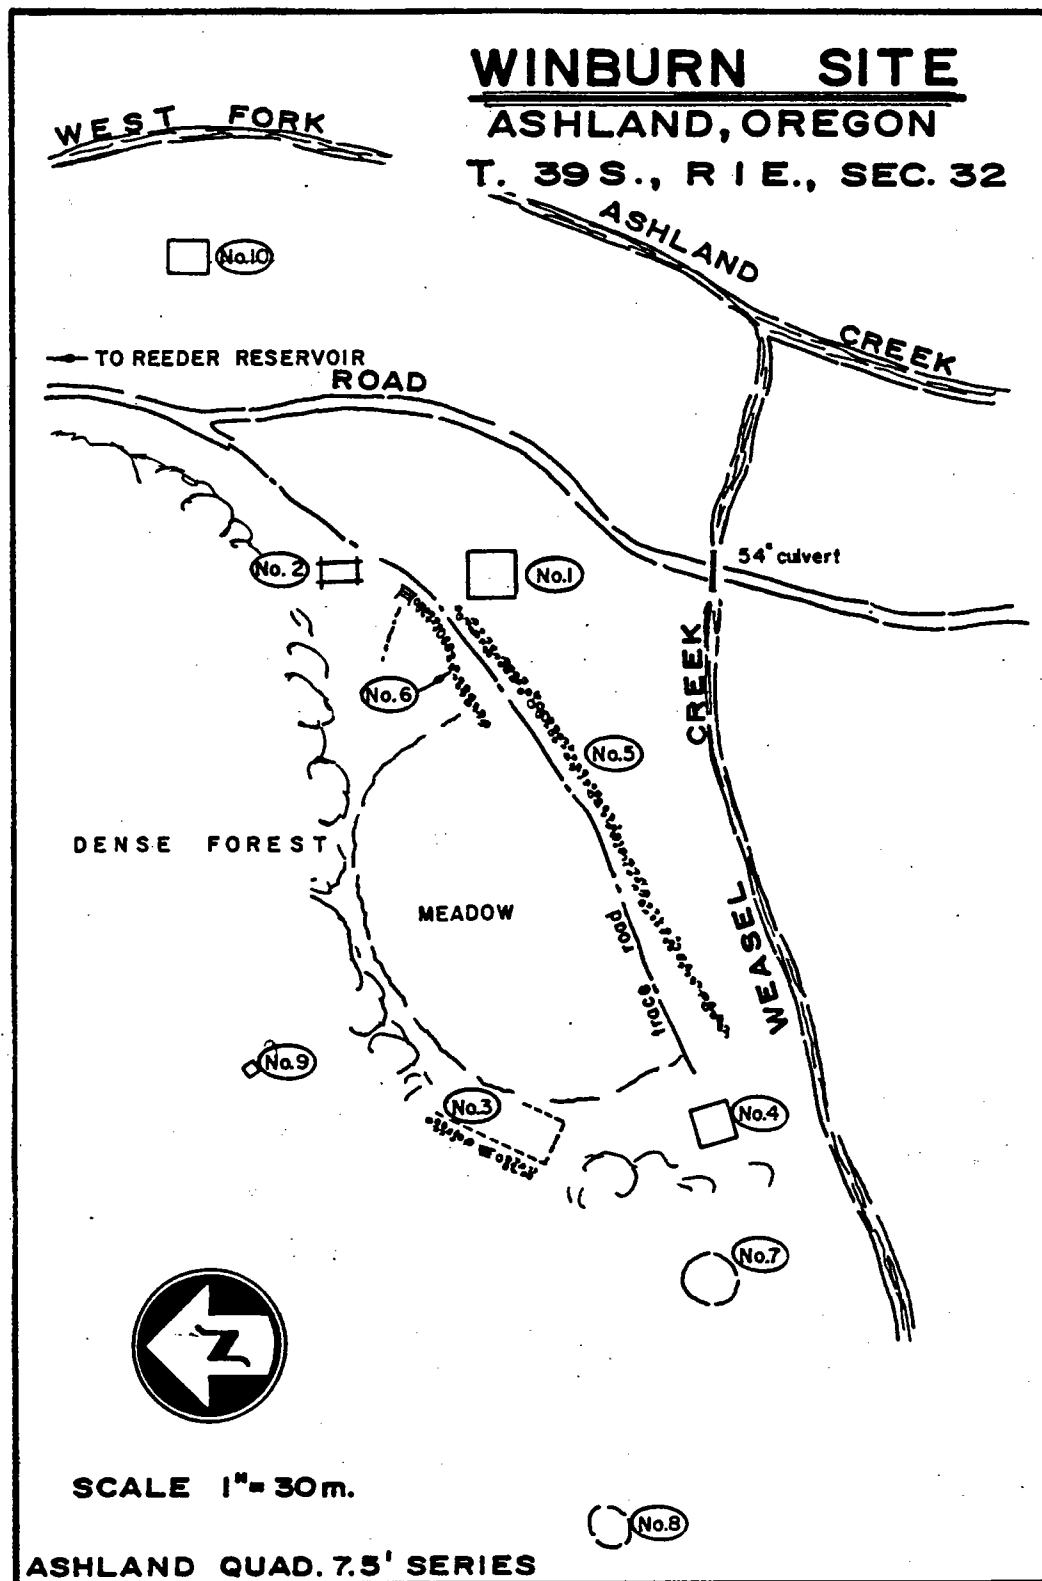 WINBURN SITE
ASHLAND, OREGON
T. 39 S., R 1 E., SEC. 32
WEST FORK
ASHLAND CREEK
No.10
TO REEDER RESERVOIR
ROAD
54" culvert
No. 2
No.1
CREEK
No.6
No.5
DENSE FOREST
MEADOW
road
WEASEL
trace
No.9
No.3
No.4
No.7
N
SCALE 1"= 30m.
No.8
ASHLAND QUAD. 7.5' SERIES